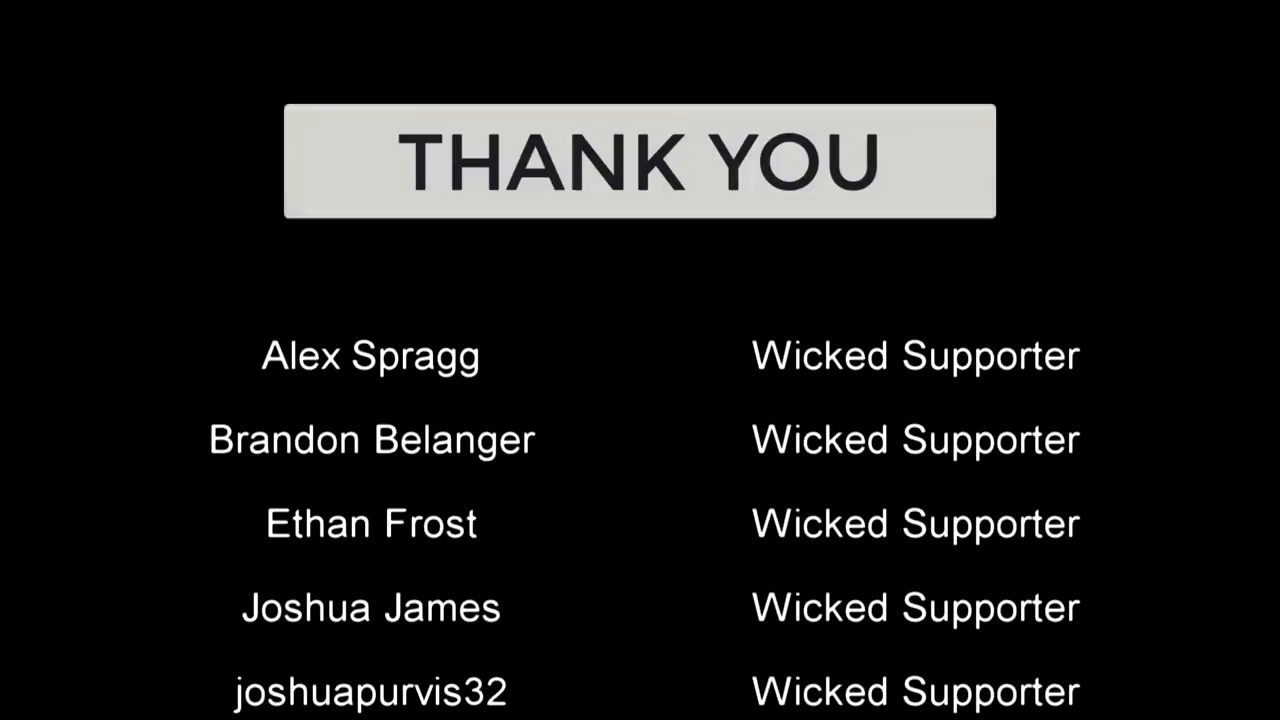 THANK YOU
Alex Spragg Wicked Supporter
Brandon Belanger Wicked Supporter
Ethan Frost Wicked Supporter
Joshua James Wicked Supporter
joshuapurvis32 Wicked Supporter